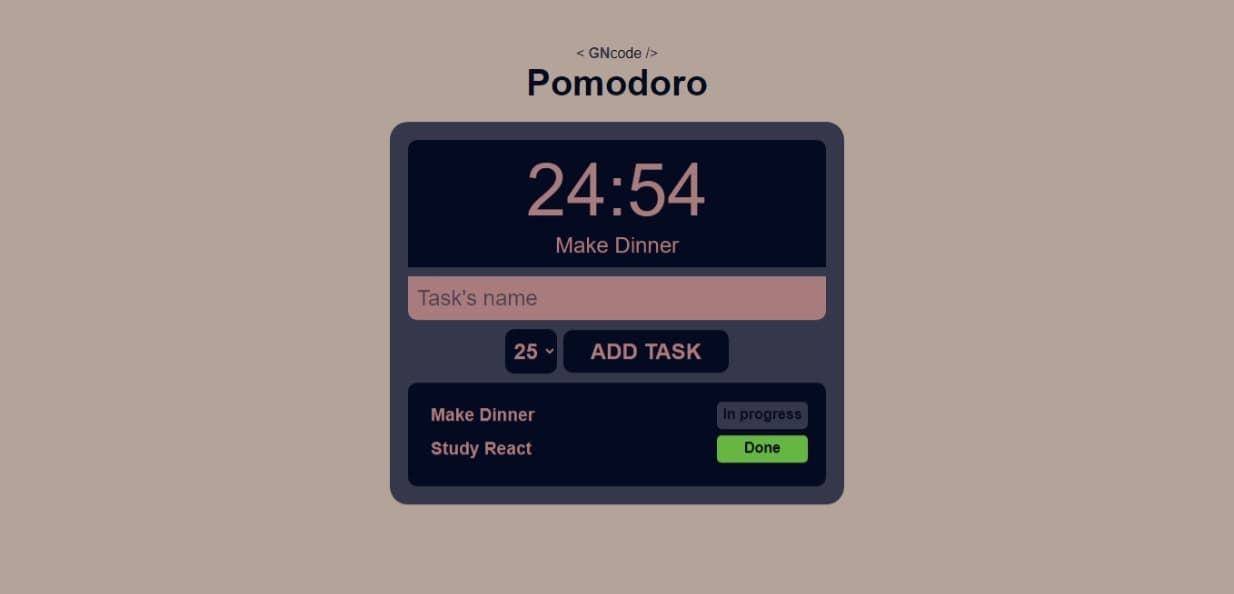 < GNcode />
Pomodoro
24:54
Make Dinner
Task's name
25 ADD TASK
Make Dinner In progress
Study React Done